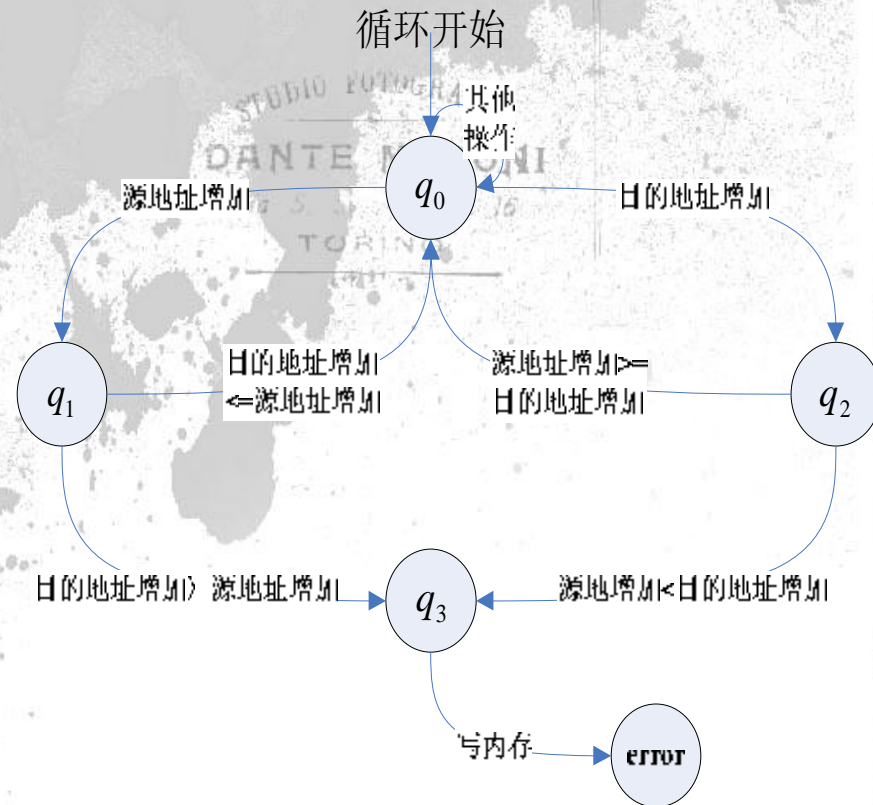 循环开始
STUDIO FOTOGRA
其他
操作
DANTE
TORINO
q0
源地址增加
目的地址增加
目的地址增加
<=源地址增加
源地址增加>=
目的地址增加
q1
q2
目的地址增加> 源地址增加
q3
源地增加<目的地址增加
写内存
error